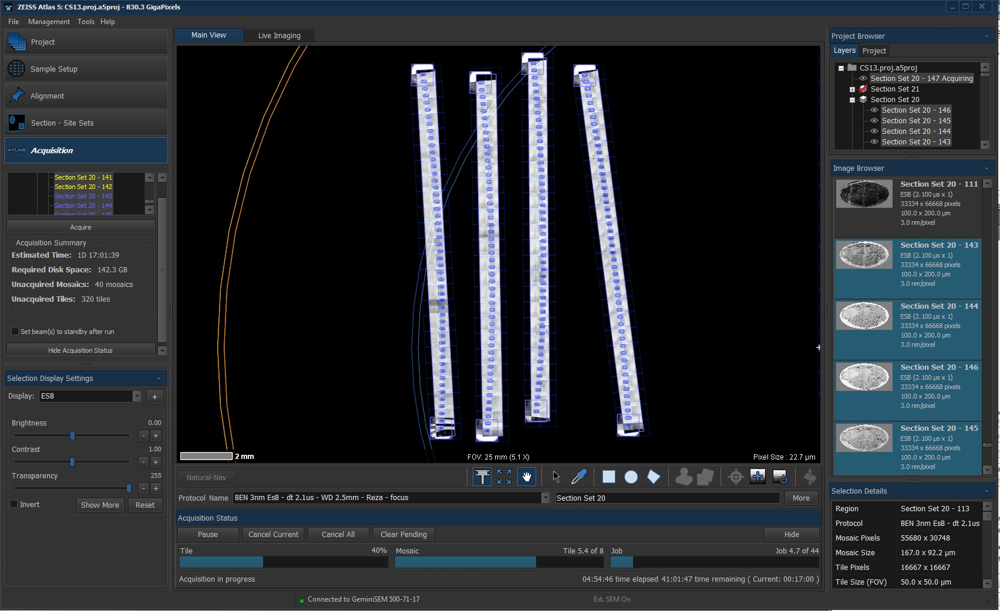 ZEISS Atlas 5: CS13.proj.a5proj - 830.3 GigaPixels
File Management Tools Help
Project
Sample Setup
Alignment
Section - Site Sets
ATLAS Acquisition
Section Set 20 - 141
Section Set 20 - 142
Section Set 20 - 143
Section Set 20 - 144
Section Set 20 - 145
Acquire
Acquisition Summary
Estimated Time: 1D 17:01:39
Required Disk Space: 142.3 GB
Unacquired Mosaics: 40 mosaics
Unacquired Tiles: 320 tiles
Set beam(s) to standby after run
Hide Acquisition Status
Selection Display Settings -
Display: ESB +
Brightness 0.00
- +
Contrast 1.00
- +
Transparency 255
- +
Invert Show More Reset
Main View Live Imaging
2 mm
FOV: 25 mm (5.1 X)
Pixel Size : 22.7 µm
Natural-Nav
Protocol Name BEN 3nm EsB - dt 2.1us - WD 2.5mm - Reza - focus Section Set 20 More
Acquisition Status
Pause Cancel Current Cancel All Clear Pending Hide
Tile 40% Mosaic Tile 5.4 of 8 Job Job 4.7 of 44
Acquisition in progress 04:54:46 time elapsed 41:01:47 time remaining ( Current: 00:17:00 )
Connected to GeminiSEM 500-71-17 Ext. SEM On
Project Browser -
Layers Project
CS13.proj.a5proj
Section Set 20 - 147 Acquiring
Section Set 21
Section Set 20
Section Set 20 - 146
Section Set 20 - 145
Section Set 20 - 144
Section Set 20 - 143
Image Browser -
Section Set 20 - 111
ESB (2.100 µs x 1)
33334 x 66668 pixels
100.0 x 200.0 µm
3.0 nm/pixel
Section Set 20 - 143
ESB (2.100 µs x 1)
33334 x 66668 pixels
100.0 x 200.0 µm
3.0 nm/pixel
Section Set 20 - 144
ESB (2.100 µs x 1)
33334 x 66668 pixels
100.0 x 200.0 µm
3.0 nm/pixel
Section Set 20 - 146
ESB (2.100 µs x 1)
33334 x 66668 pixels
100.0 x 200.0 µm
3.0 nm/pixel
Section Set 20 - 145
ESB (2.100 µs x 1)
33334 x 66668 pixels
100.0 x 200.0 µm
3.0 nm/pixel
Selection Details -
Region Section Set 20 - 113
Protocol BEN 3nm EsB - dt 2.1us
Mosaic Pixels 55680 x 30748
Mosaic Size 167.0 x 92.2 µm
Tile Pixels 16667 x 16667
Tile Size (FOV) 50.0 x 50.0 µm